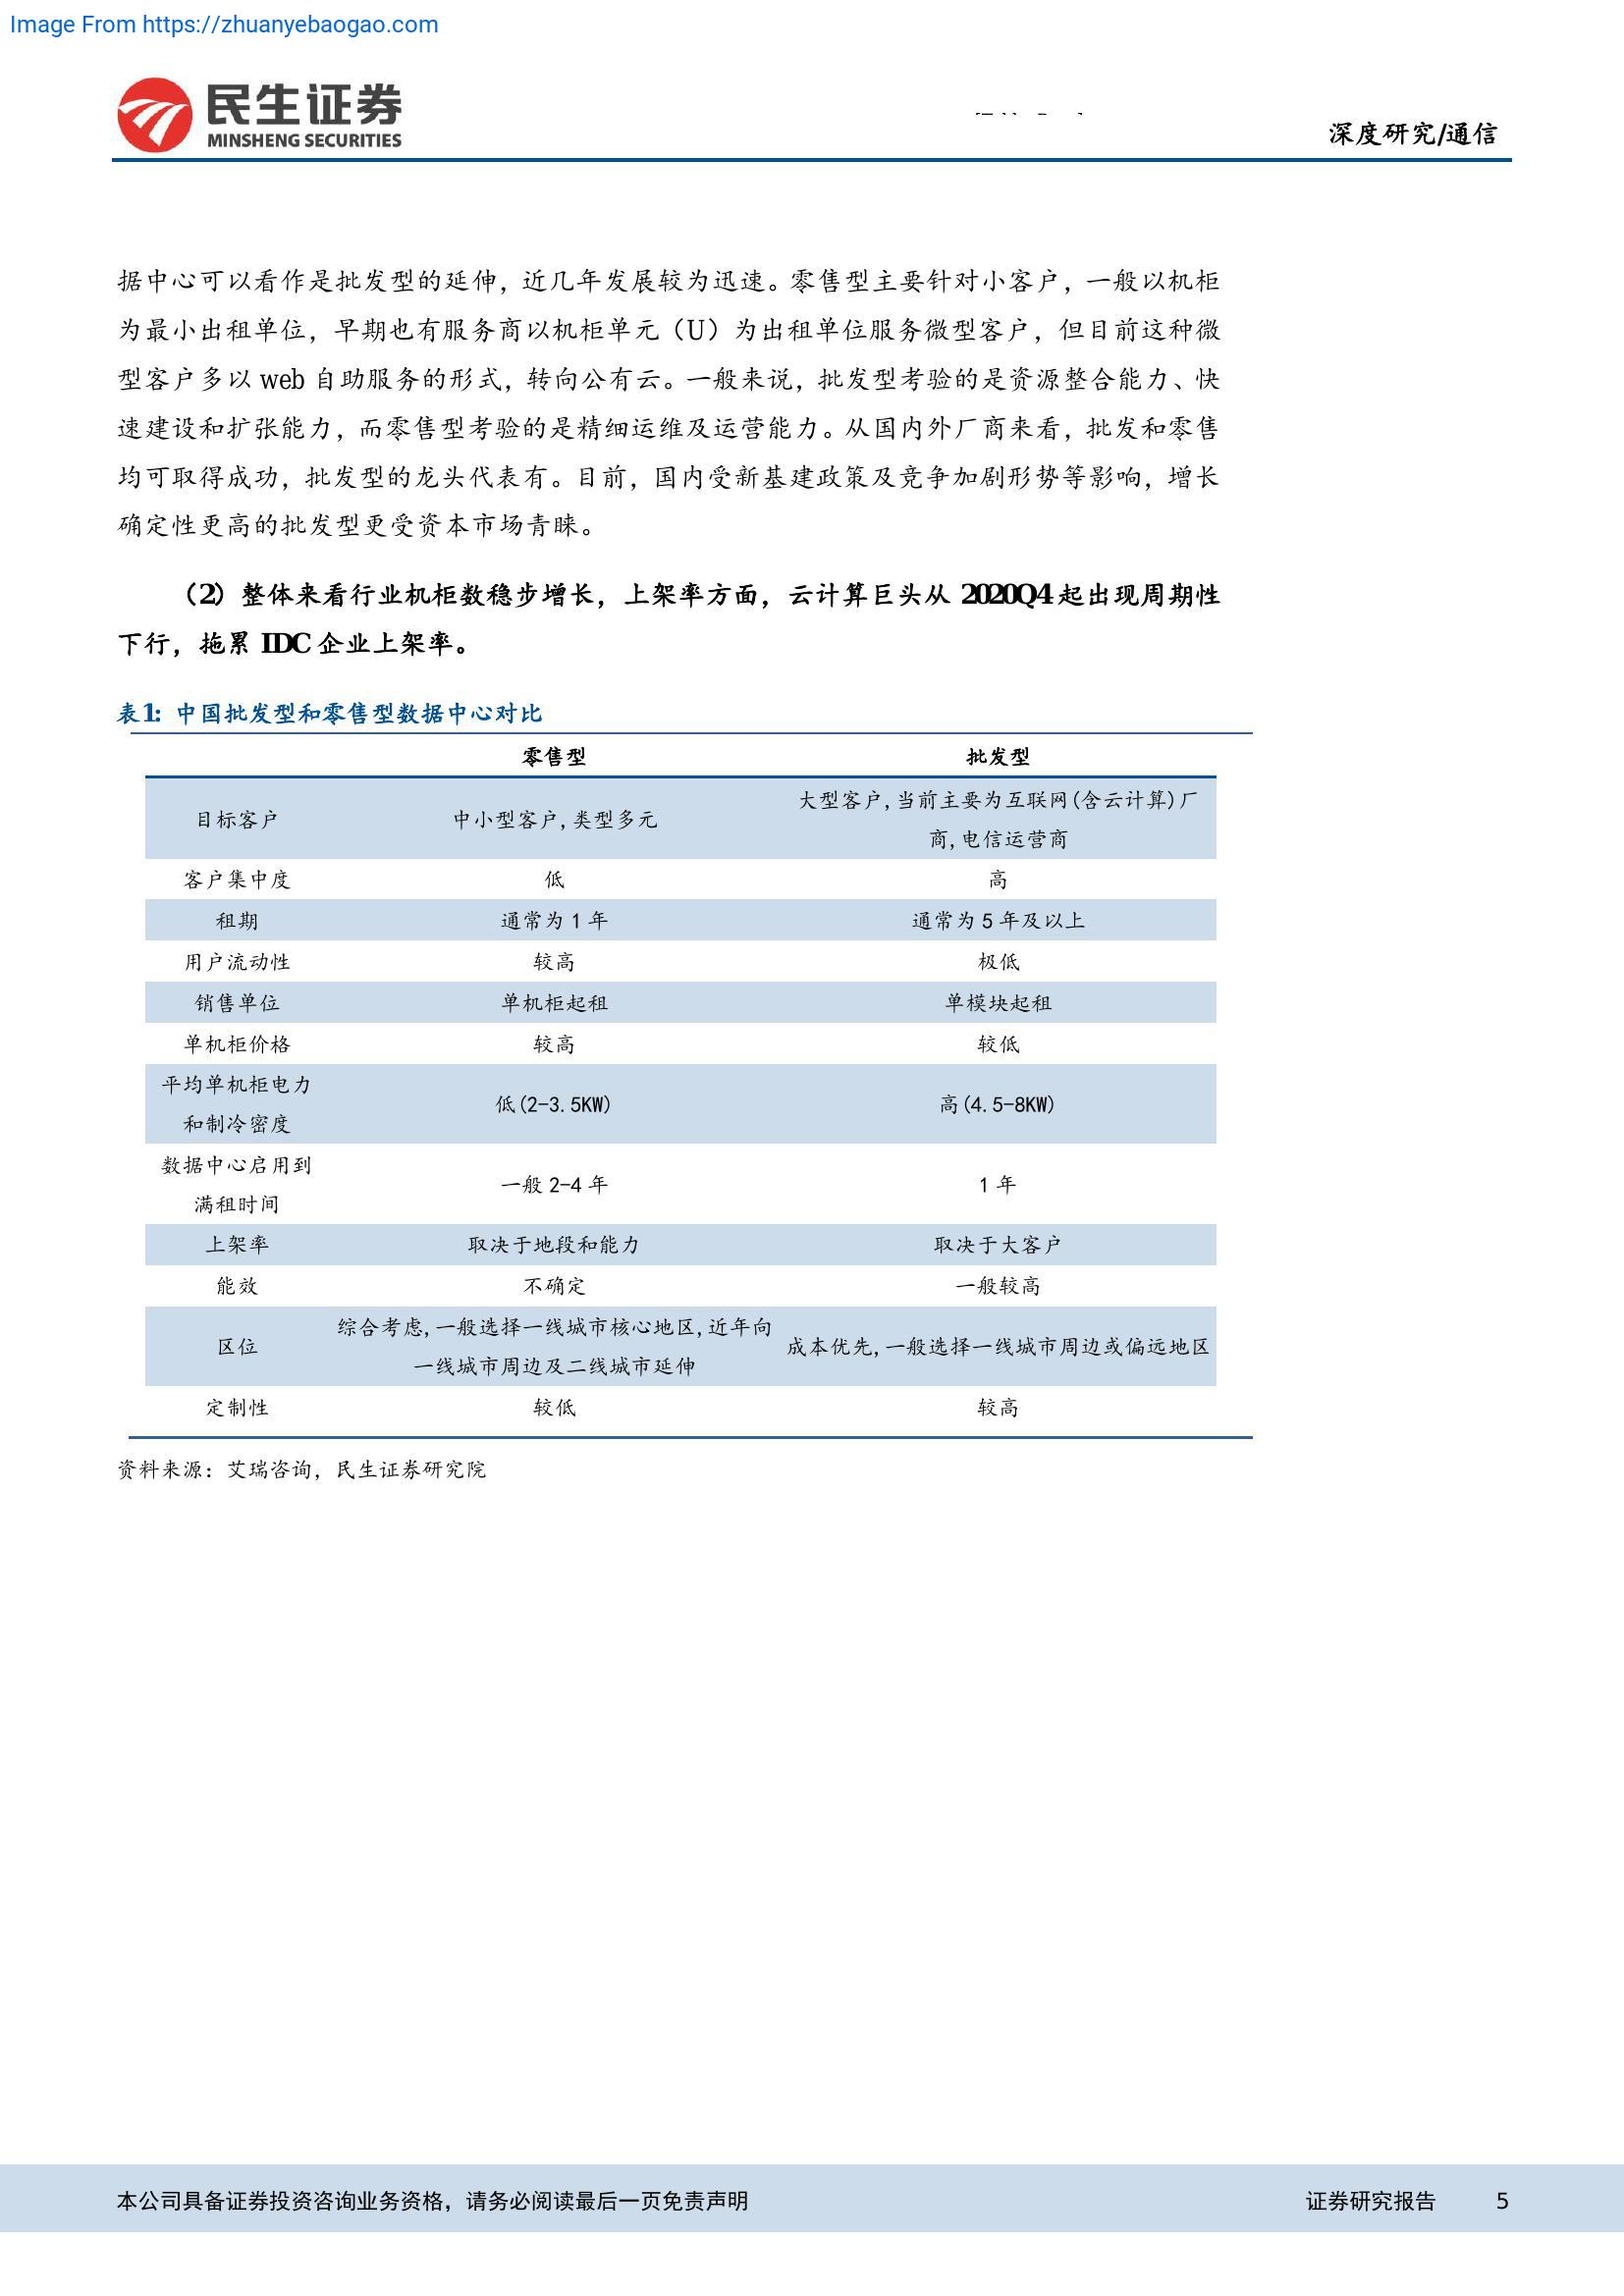 Image From https://zhuanyebaogao.com
民生证券
MINSHENG SECURITIES
深度研究/通信
据中心可以看作是批发型的延伸，近几年发展较为迅速。零售型主要针对小客户，一般以机柜
为最小出租单位，早期也有服务商以机柜单元（U）为出租单位服务微型客户，但目前这种微
型客户多以 web 自助服务的形式，转向公有云。一般来说，批发型考验的是资源整合能力、快
速建设和扩张能力，而零售型考验的是精细运维及运营能力。从国内外厂商来看，批发和零售
均可取得成功，批发型的龙头代表有。目前，国内受新基建政策及竞争加剧形势等影响，增长
确定性更高的批发型更受资本市场青睐。
（2）整体来看行业机柜数稳步增长，上架率方面，云计算巨头从 2020Q4 起出现周期性
下行，拖累 IDC 企业上架率。
表1: 中国批发型和零售型数据中心对比
零售型 批发型
目标客户 中小型客户,类型多元 大型客户,当前主要为互联网(含云计算)厂
商,电信运营商
客户集中度 低 高
租期 通常为 1 年 通常为 5 年及以上
用户流动性 较高 极低
销售单位 单机柜起租 单模块起租
单机柜价格 较高 较低
平均单机柜电力
和制冷密度 低(2-3.5KW) 高(4.5-8KW)
数据中心启用到
满租时间 一般 2-4 年 1 年
上架率 取决于地段和能力 取决于大客户
能效 不确定 一般较高
区位 综合考虑,一般选择一线城市核心地区,近年向
一线城市周边及二线城市延伸 成本优先,一般选择一线城市周边或偏远地区
定制性 较低 较高
资料来源：艾瑞咨询，民生证券研究院
本公司具备证券投资咨询业务资格，请务必阅读最后一页免责声明 证券研究报告 5